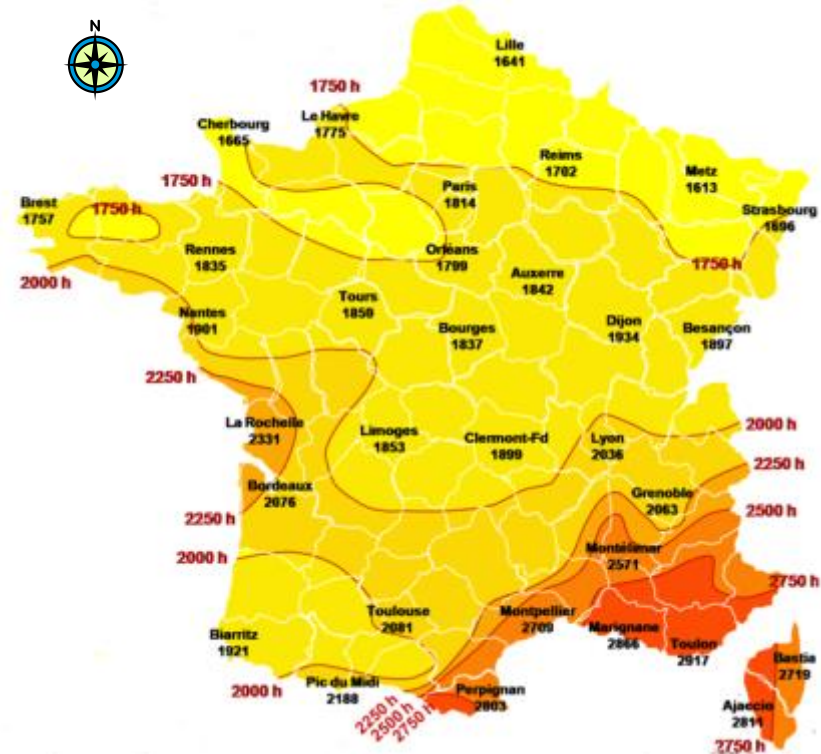 N
Lille
1641
1750 h
Le Havre
1775
Cherbourg
1665
Reims
1702
Metz
1613
1750 h
Paris
1814
Brest
1757
1750 h
Strasbourg
1696
Rennes
1835
Orléans
1799
1750 h
2000 h
Auxerre
1842
Tours
1850
Nantes
1901
Bourges
1837
Dijon
1934
Besançon
1897
2250 h
La Rochelle
2331
Limoges
1853
Clermont-Fd
1899
Lyon
2036
2000 h
2250 h
Bordeaux
2076
Grenoble
2063
2250 h
2500 h
Montélimar
2571
2000 h
2750 h
Toulouse
2081
Montpellier
2709
Biarritz
1921
Marignane
2866
Toulon
2917
Bastia
2719
2000 h
Pic du Midi
2188
Perpignan
2803
2250 h
2500 h
2750 h
Ajaccio
2811
2750 h